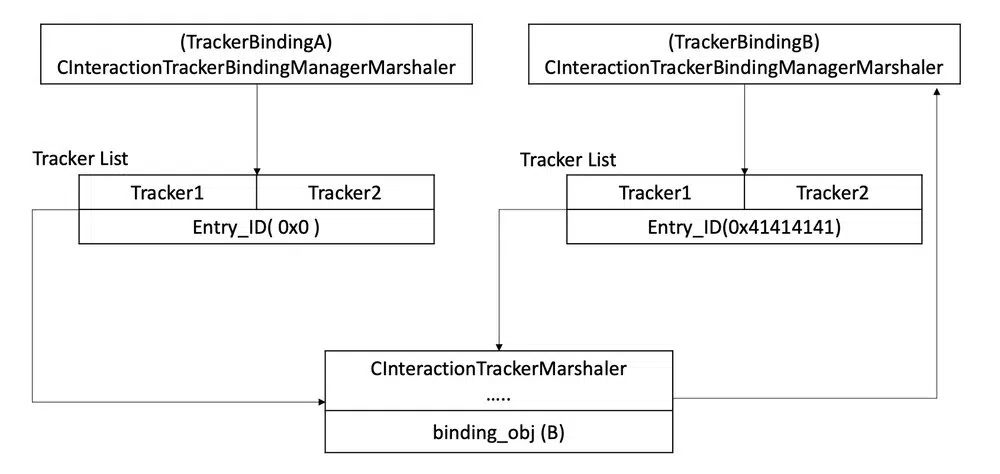 (TrackerBindingA)
CInteractionTrackerBindingManagerMarshaler
(TrackerBindingB)
CInteractionTrackerBindingManagerMarshaler
Tracker List
Tracker1 Tracker2
Entry_ID( 0x0 )
Tracker List
Tracker1 Tracker2
Entry_ID(0x41414141)
CInteractionTrackerMarshaler
.....
binding_obj (B)